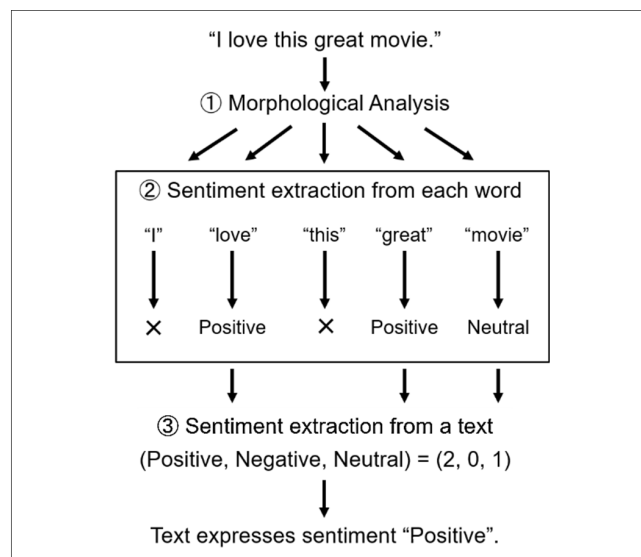 “I love this great movie.”
① Morphological Analysis
② Sentiment extraction from each word
“I” “love” “this” “great” “movie”
× Positive × Positive Neutral
③ Sentiment extraction from a text
(Positive, Negative, Neutral) = (2, 0, 1)
Text expresses sentiment “Positive”.